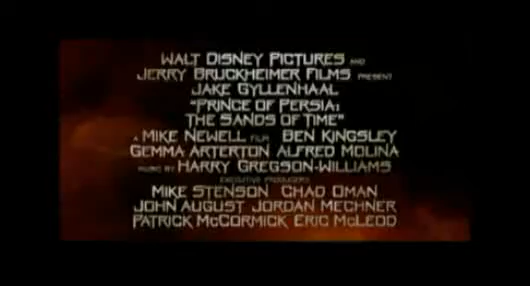 WALT DISNEY PICTURES AND
JERRY BRUCKHEIMER FILMS PRESENT
JAKE GYLLENHAAL
"PRINCE OF PERSIA:
THE SANDS OF TIME"
A MIKE NEWELL FILM BEN KINGSLEY
GEMMA ARTERTON ALFRED MOLINA
MUSIC BY HARRY GREGSON-WILLIAMS
EXECUTIVE PRODUCERS
MIKE STENSON CHAD OMAN
JOHN AUGUST JORDAN MECHNER
PATRICK MCCORMICK ERIC MCLEOD